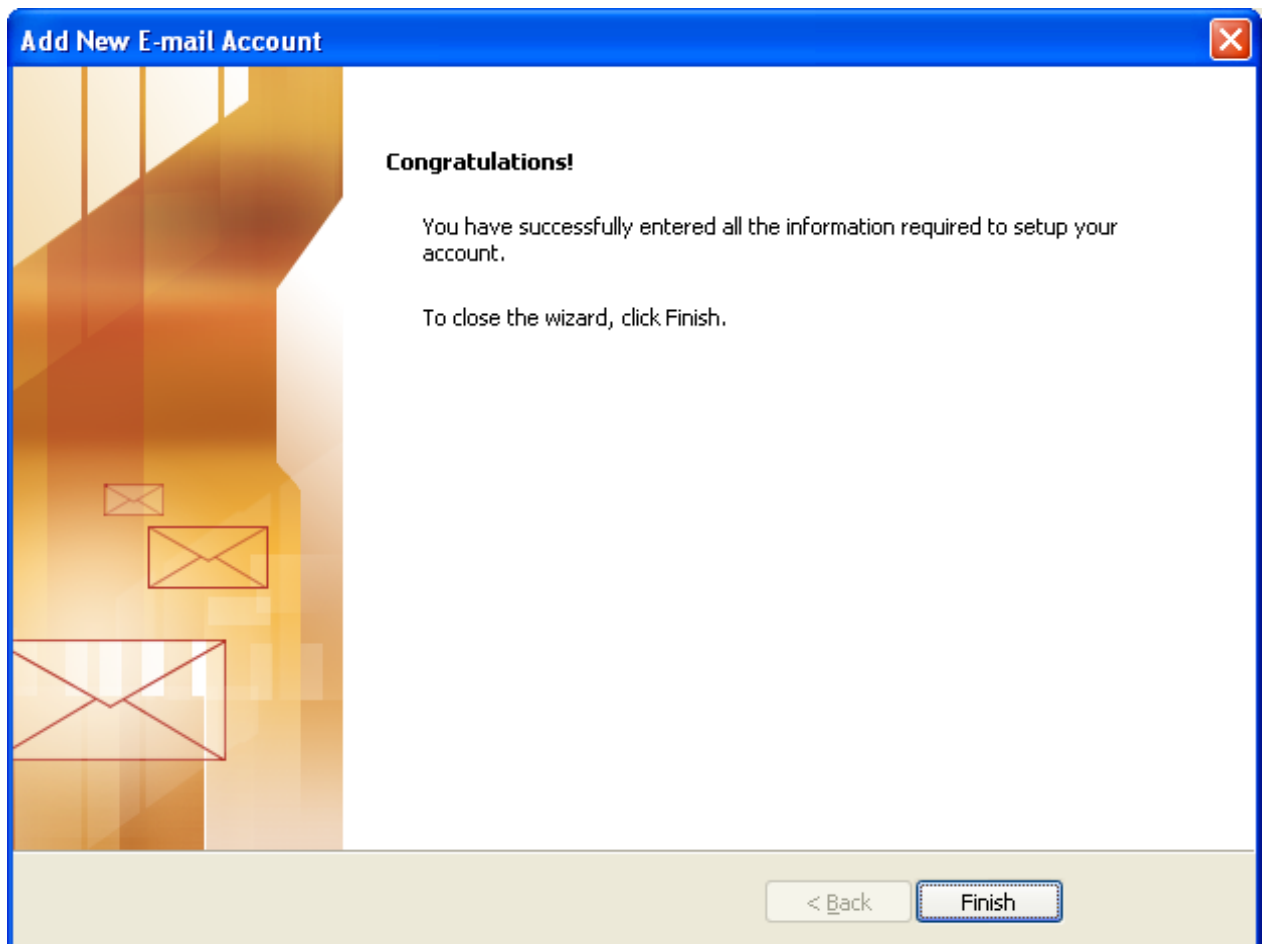 Add New E-mail Account
Congratulations!
You have successfully entered all the information required to setup your
account.
To close the wizard, click Finish.
< Back
Finish